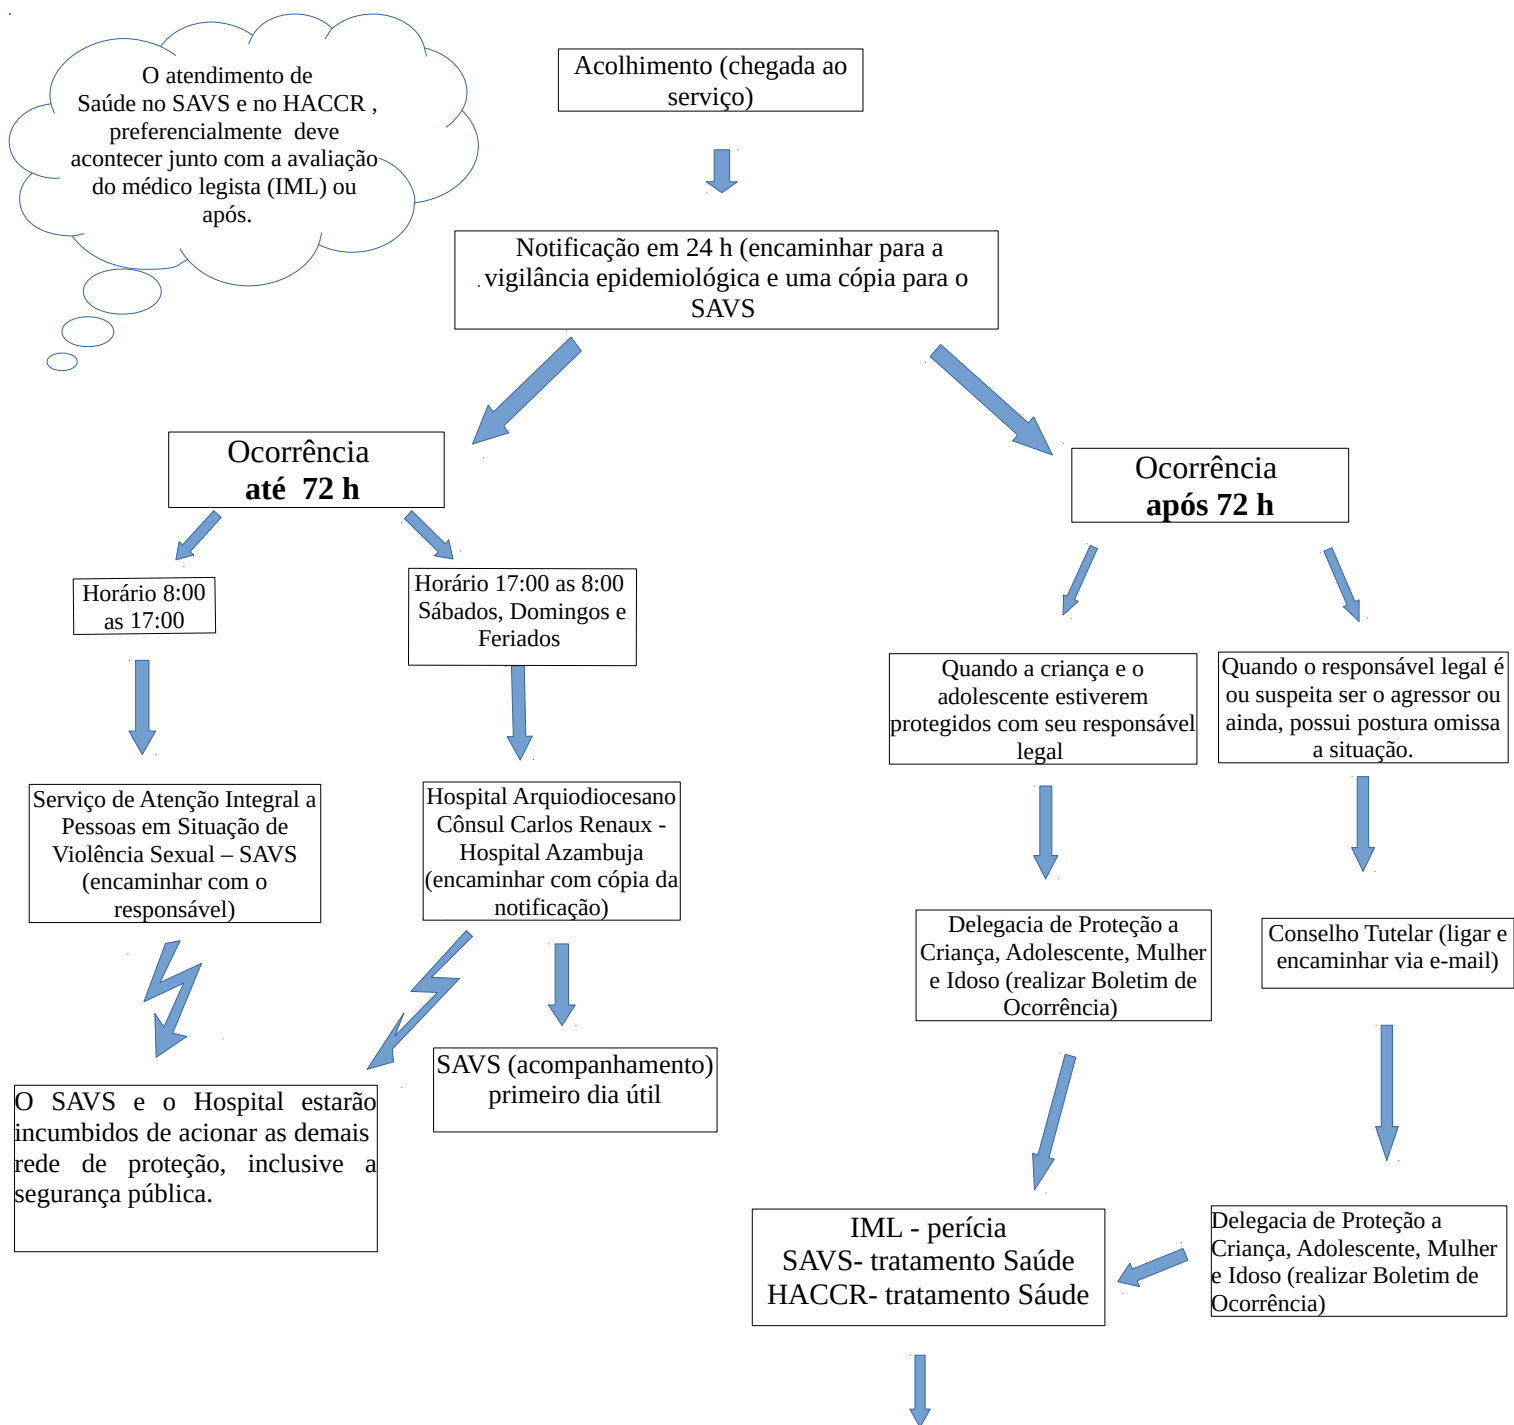 O atendimento de
Saúde no SAVS e no HACCR ,
preferencialmente deve
acontecer junto com a avaliação
do médico legista (IML) ou
após.
Acolhimento (chegada ao
serviço)
Notificação em 24 h (encaminhar para a
vigilância epidemiológica e uma cópia para o
SAVS
Ocorrência
até 72 h
Ocorrência
após 72 h
Horário 8:00
as 17:00
Horário 17:00 as 8:00
Sábados, Domingos e
Feriados
Quando a criança e o
adolescente estiverem
protegidos com seu responsável
legal
Quando o responsável legal é
ou suspeita ser o agressor ou
ainda, possui postura omissa
a situação.
Serviço de Atenção Integral a
Pessoas em Situação de
Violência Sexual – SAVS
(encaminhar com o
responsável)
Hospital Arquiodiocesano
Cônsul Carlos Renaux -
Hospital Azambuja
(encaminhar com cópia da
notificação)
Delegacia de Proteção a
Criança, Adolescente, Mulher
e Idoso (realizar Boletim de
Ocorrência)
Conselho Tutelar (ligar e
encaminhar via e-mail)
SAVS (acompanhamento)
primeiro dia útil
O SAVS e o Hospital estarão
incumbidos de acionar as demais
rede de proteção, inclusive a
segurança pública.
IML - perícia
SAVS- tratamento Saúde
HACCR- tratamento Sáude
Delegacia de Proteção a
Criança, Adolescente, Mulher
e Idoso (realizar Boletim de
Ocorrência)